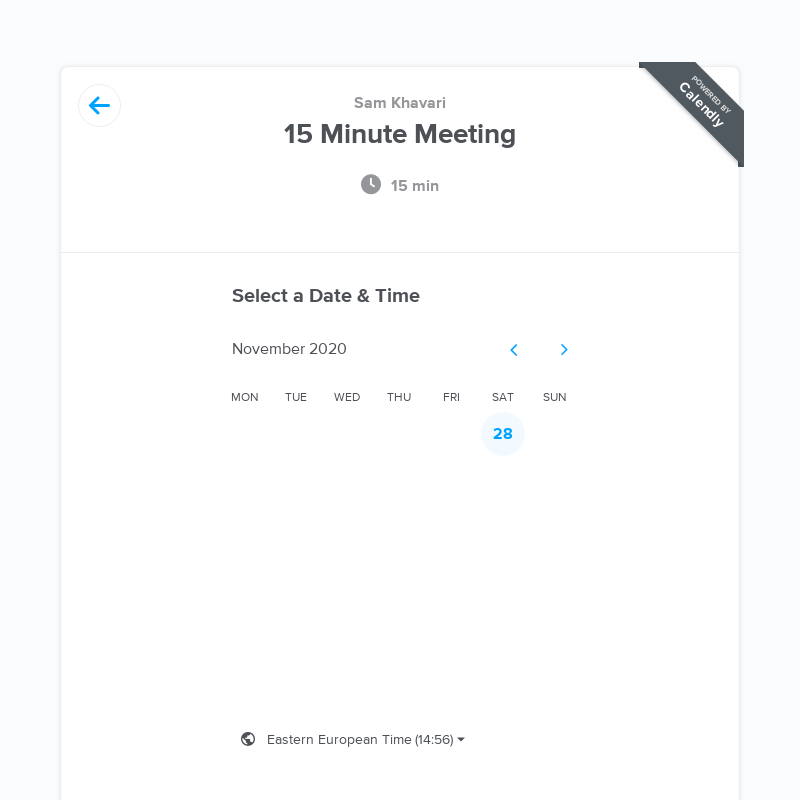 POWERED BY
Calendly
Sam Khavari
15 Minute Meeting
15 min
Select a Date & Time
November 2020
MON TUE WED THU FRI SAT SUN
28
Eastern European Time (14:56)